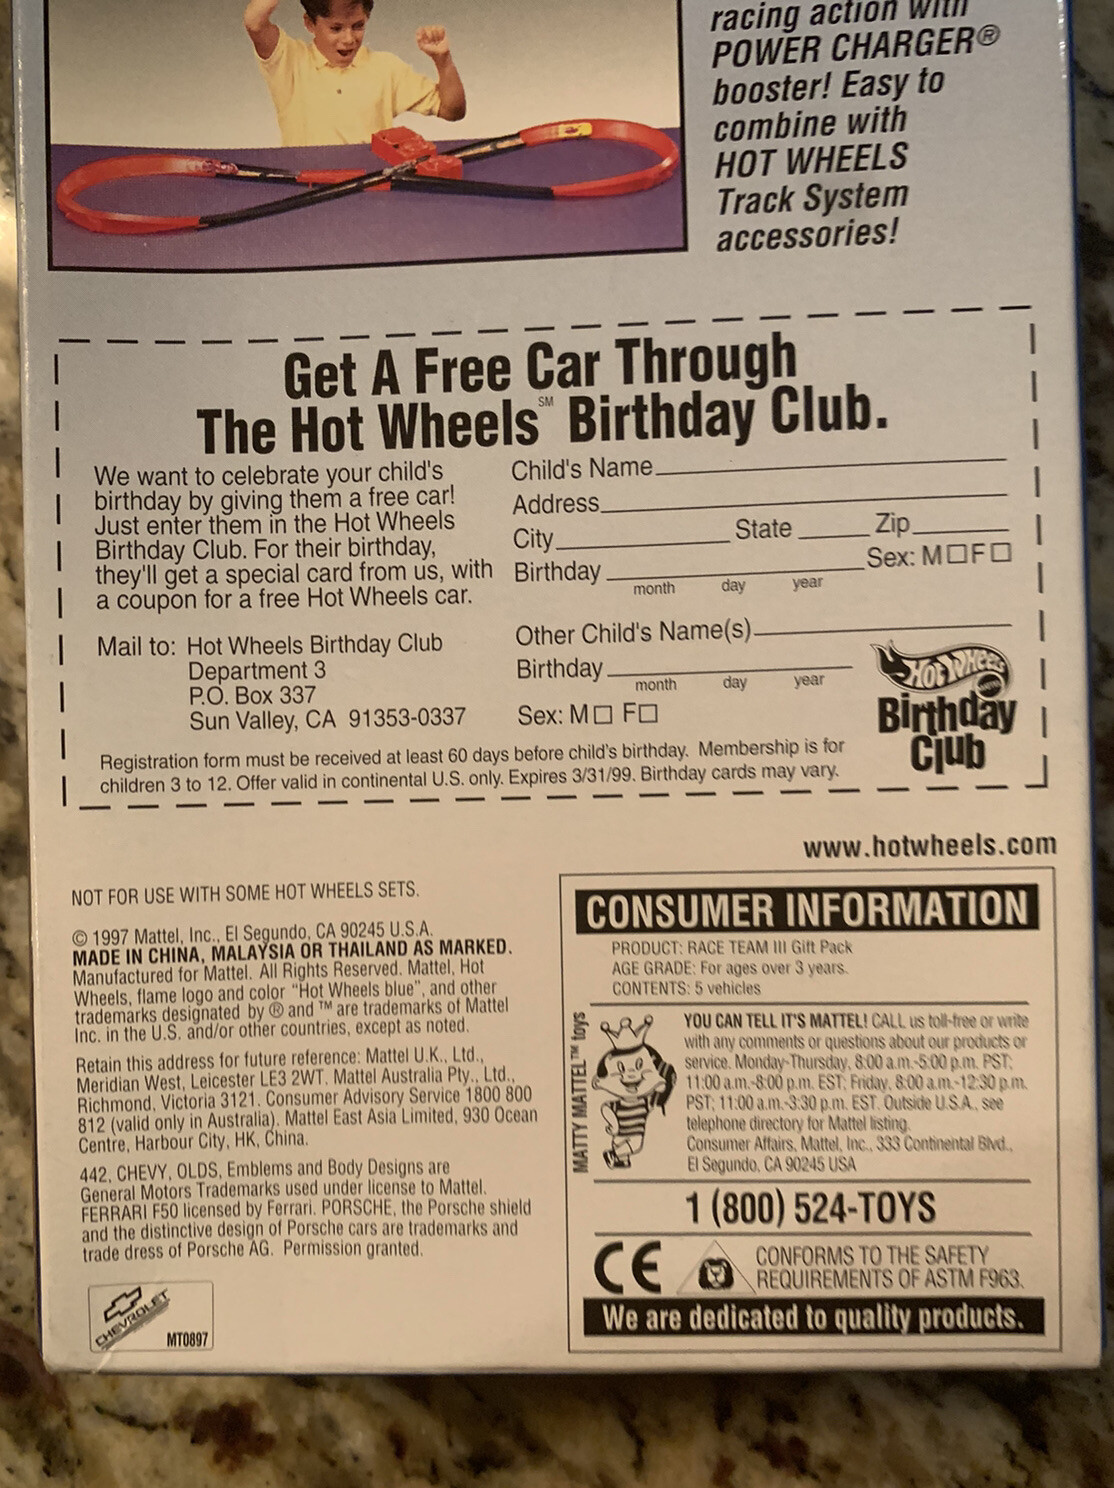 racing action with
POWER CHARGER®
booster! Easy to
combine with
HOT WHEELS
Track System
accessories!
Get A Free Car Through
The Hot Wheels℠ Birthday Club.
We want to celebrate your child's
birthday by giving them a free car!
Just enter them in the Hot Wheels
Birthday Club. For their birthday,
they'll get a special card from us, with
a coupon for a free Hot Wheels car.
Mail to: Hot Wheels Birthday Club
Department 3
P.O. Box 337
Sun Valley, CA 91353-0337
Child's Name
Address
City State Zip
Birthday Sex: M☐ F☐
month day year
Other Child's Name(s)
Birthday
month day year
Sex: M☐ F☐
HOT WHEELS
Birthday
Club
Registration form must be received at least 60 days before child's birthday. Membership is for
children 3 to 12. Offer valid in continental U.S. only. Expires 3/31/99. Birthday cards may vary.
www.hotwheels.com
NOT FOR USE WITH SOME HOT WHEELS SETS.
© 1997 Mattel, Inc., El Segundo, CA 90245 U.S.A.
MADE IN CHINA, MALAYSIA OR THAILAND AS MARKED.
Manufactured for Mattel. All Rights Reserved. Mattel, Hot
Wheels, flame logo and color "Hot Wheels blue", and other
trademarks designated by ® and ™ are trademarks of Mattel
Inc. in the U.S. and/or other countries, except as noted.
Retain this address for future reference: Mattel U.K., Ltd.,
Meridian West, Leicester LE3 2WT. Mattel Australia Pty., Ltd.,
Richmond, Victoria 3121. Consumer Advisory Service 1800 800
812 (valid only in Australia). Mattel East Asia Limited, 930 Ocean
Centre, Harbour City, HK, China.
442, CHEVY, OLDS, Emblems and Body Designs are
General Motors Trademarks used under license to Mattel.
FERRARI F50 licensed by Ferrari. PORSCHE, the Porsche shield
and the distinctive design of Porsche cars are trademarks and
trade dress of Porsche AG. Permission granted.
CHEVROLET
MT0897
CONSUMER INFORMATION
PRODUCT: RACE TEAM III Gift Pack
AGE GRADE: For ages over 3 years.
CONTENTS: 5 vehicles
MATTY MATTEL™ toys
YOU CAN TELL IT'S MATTEL! CALL us toll-free or write
with any comments or questions about our products or
service. Monday-Thursday, 8:00 a.m.-5:00 p.m. PST;
11:00 a.m.-8:00 p.m. EST; Friday, 8:00 a.m.-12:30 p.m.
PST; 11:00 a.m.-3:30 p.m. EST. Outside U.S.A., see
telephone directory for Mattel listing.
Consumer Affairs, Mattel, Inc., 333 Continental Blvd.,
El Segundo, CA 90245 USA
1 (800) 524-TOYS
CE
CONFORMS TO THE SAFETY
REQUIREMENTS OF ASTM F963.
We are dedicated to quality products.